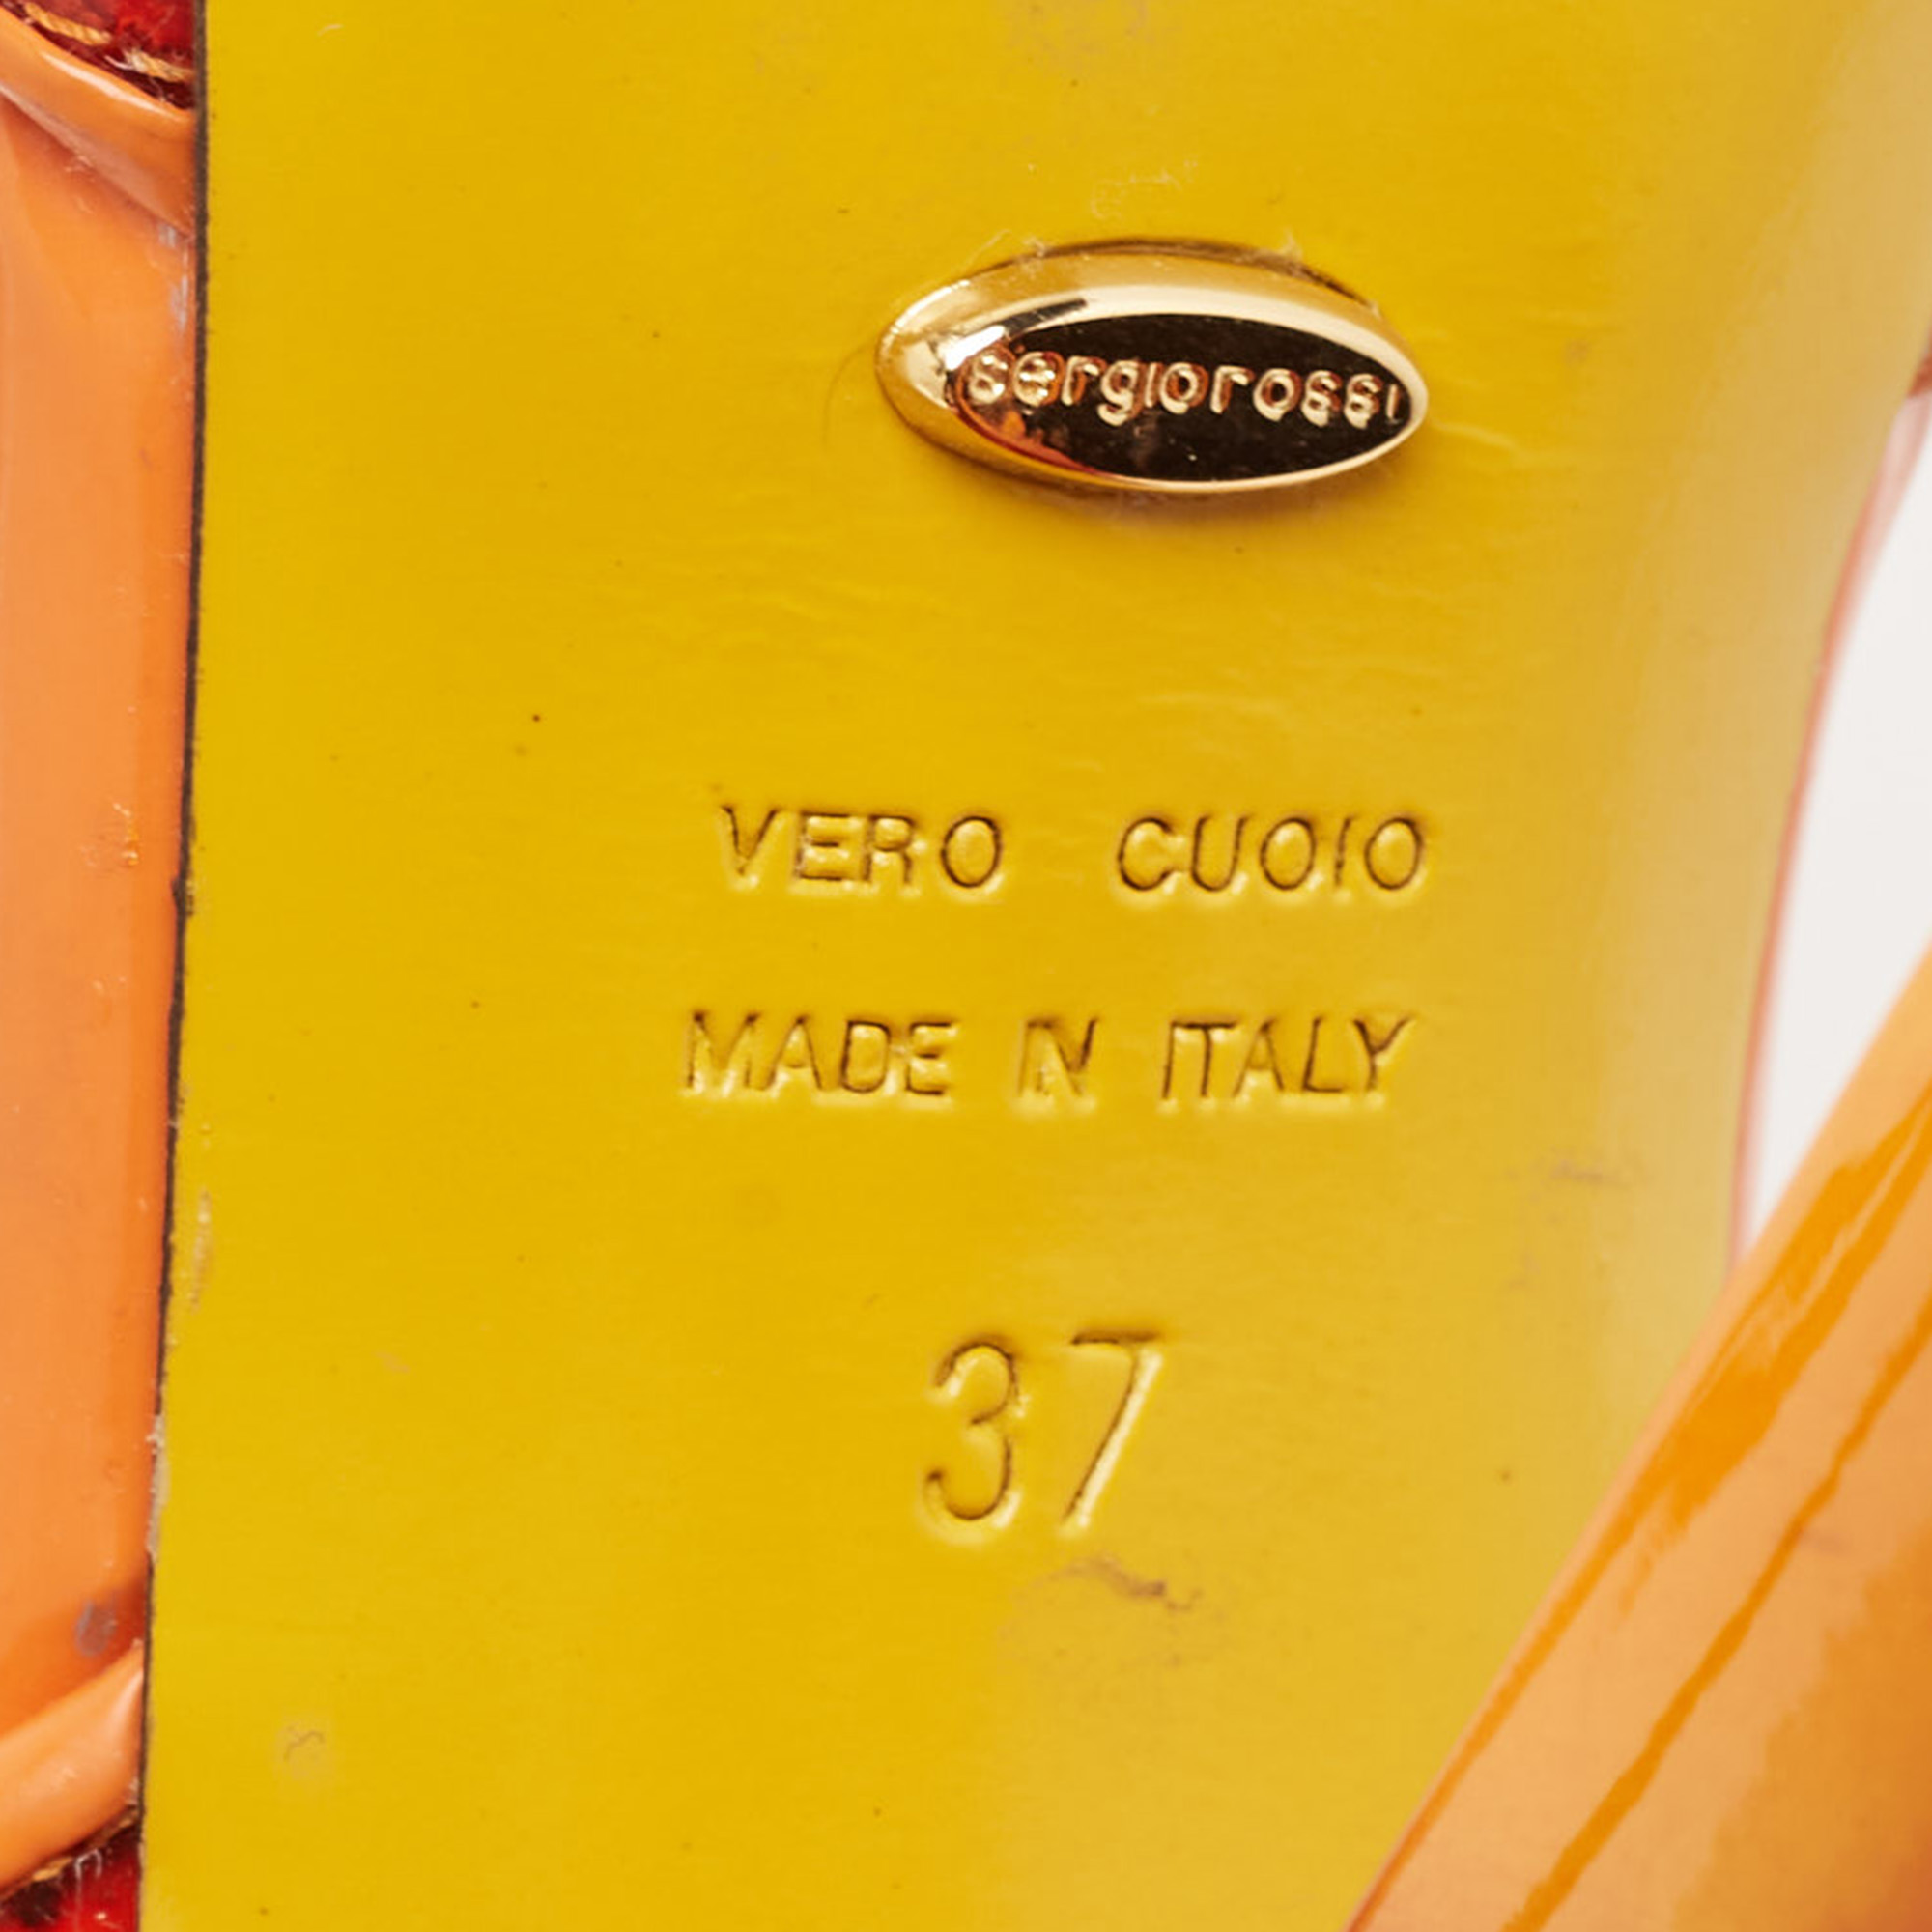 sergiorossi
VERO CUOIO
MADE IN ITALY
37